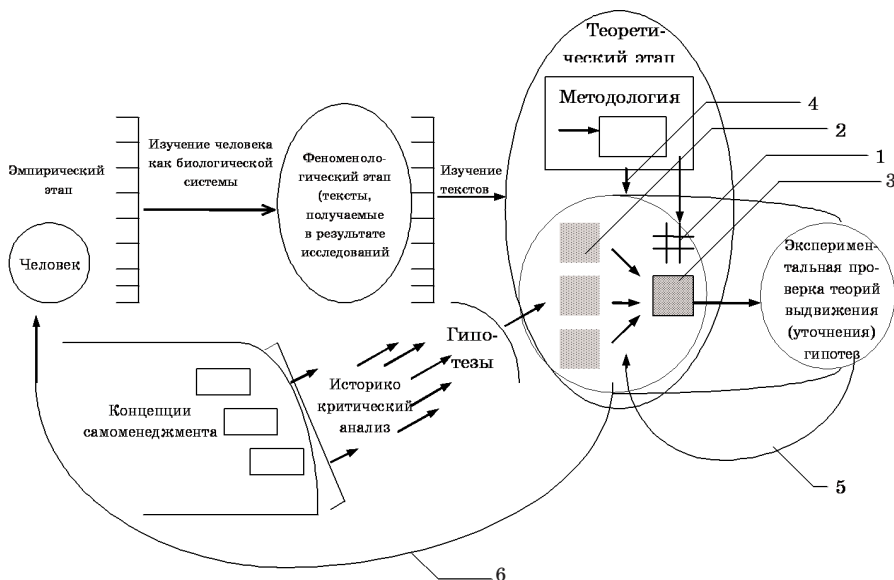 Теорети-
ческий этап
Методология
4
2
1
3
Эмпирический
этап
Человек
Изучение человека
как биологической
системы
Феноменоло-
гический этап
(тексты,
получаемые
в результате
исследований
Изучение
текстов
Эксперимен-
тальная про-
верка теорий
выдвижения
(уточнения)
гипотез
Гипо-
тезы
Историко
критический
анализ
Концепции
самоменеджмента
5
6